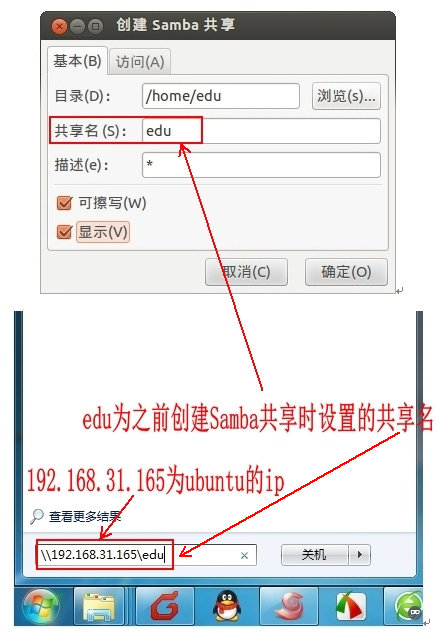 创建 Samba 共享
基本(B) 访问(A)
目录(D): /home/edu 浏览(s)...
共享名(S): edu
描述(e): *
可擦写(W)
显示(V)
取消(C) 确定(O)
edu为之前创建Samba共享时设置的共享名
192.168.31.165为ubuntu的ip
查看更多结果
\\192.168.31.165\edu 关机